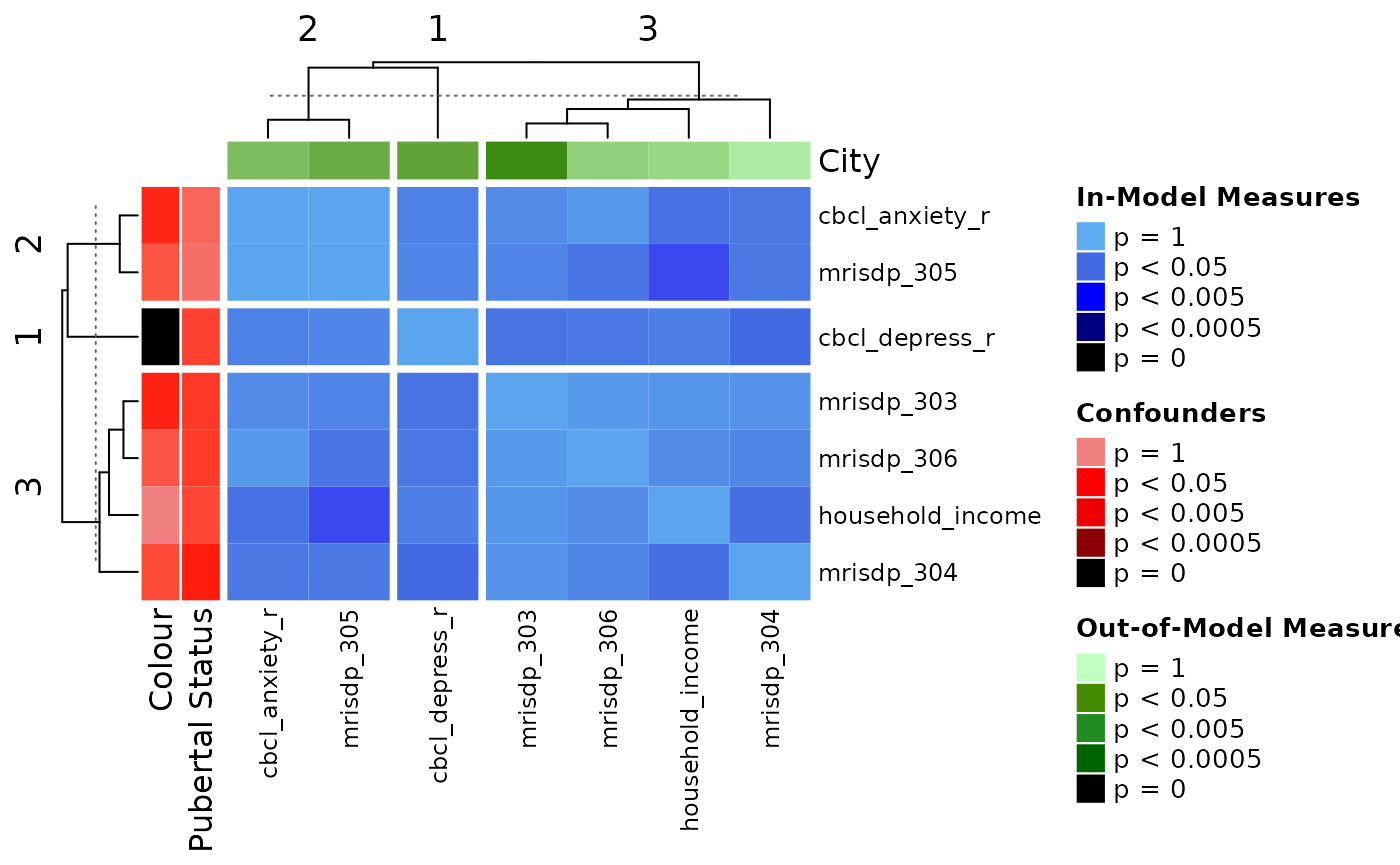 2 1 3
City
2
1
3
cbcl_anxiety_r
mrisdp_305
cbcl_depress_r
mrisdp_303
mrisdp_306
household_income
mrisdp_304
Colour
Pubertal Status
cbcl_anxiety_r
mrisdp_305
cbcl_depress_r
mrisdp_303
mrisdp_306
household_income
mrisdp_304
In-Model Measures
p = 1
p < 0.05
p < 0.005
p < 0.0005
p = 0
Confounders
p = 1
p < 0.05
p < 0.005
p < 0.0005
p = 0
Out-of-Model Measure
p = 1
p < 0.05
p < 0.005
p < 0.0005
p = 0